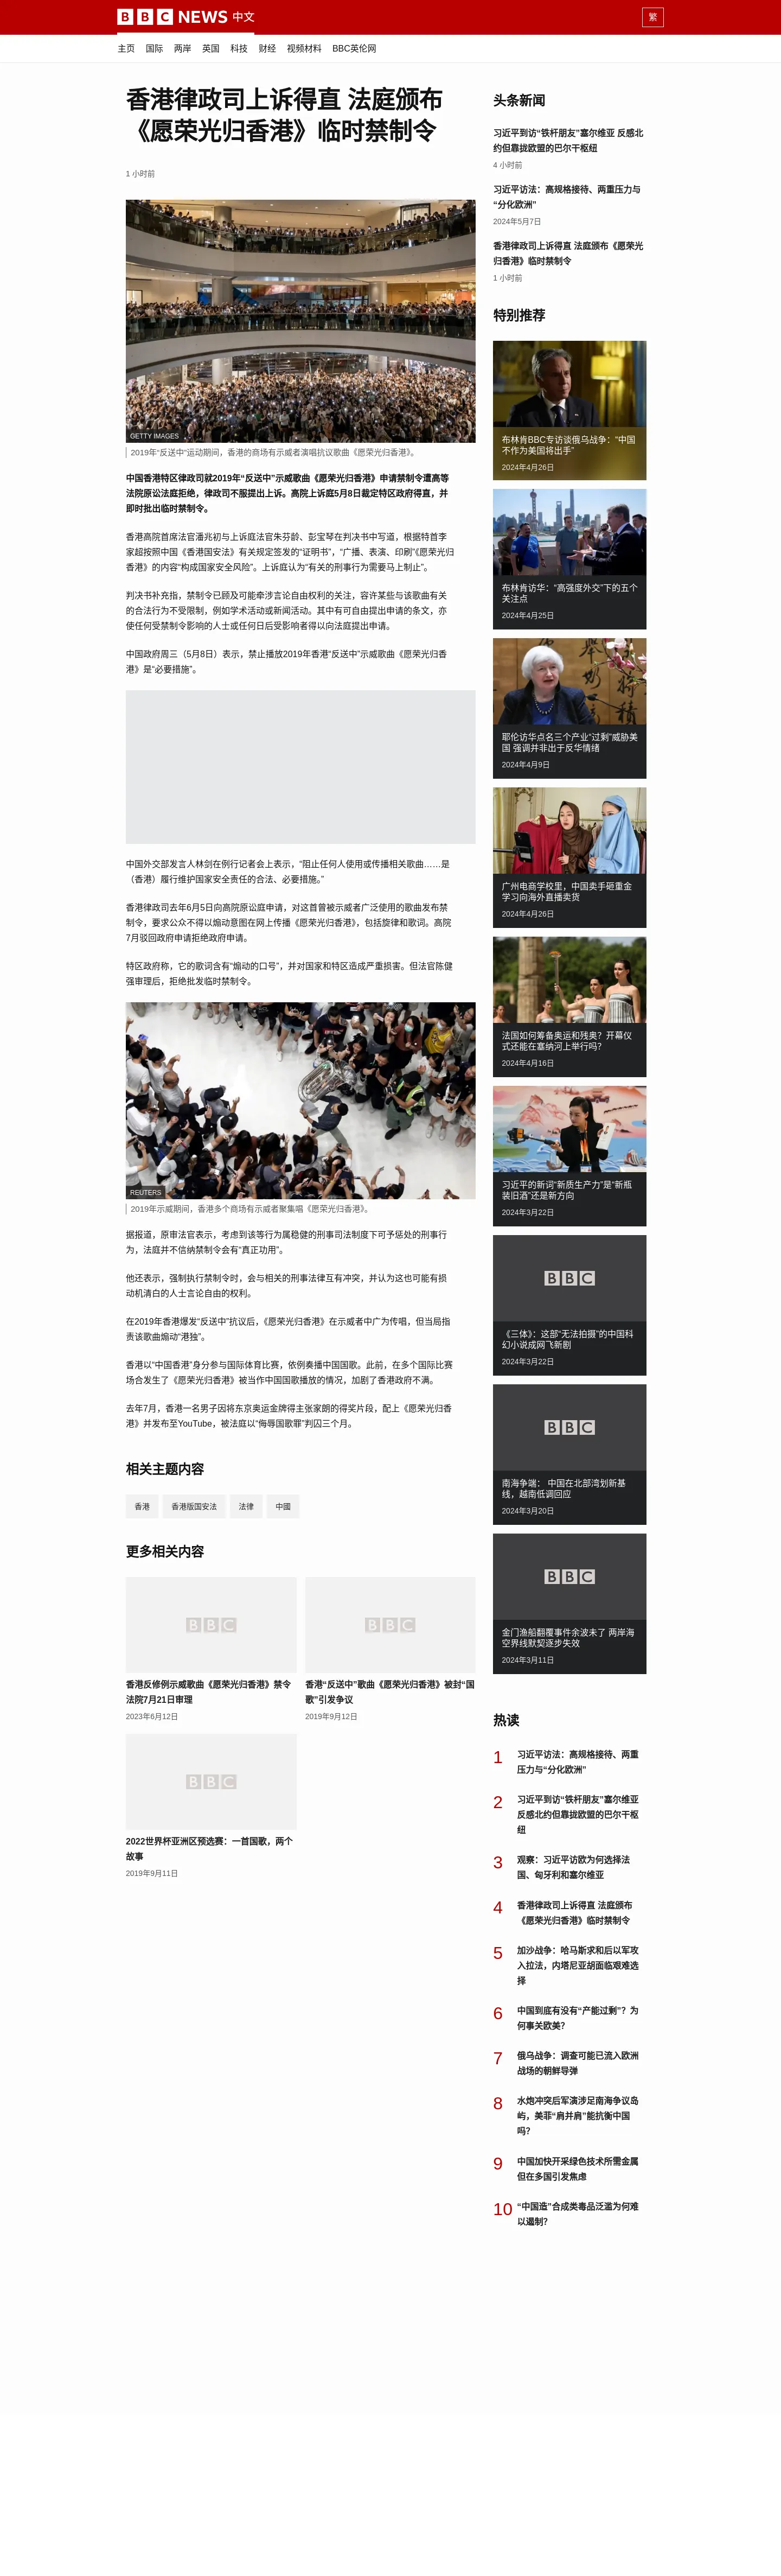 BBC NEWS 中文
繁
主页 国际 两岸 英国 科技 财经 视频材料 BBC英伦网
香港律政司上诉得直 法庭颁布
《愿荣光归香港》临时禁制令
1 小时前
GETTY IMAGES
2019年“反送中”运动期间，香港的商场有示威者演唱抗议歌曲《愿荣光归香港》。
中国香港特区律政司就2019年“反送中”示威歌曲《愿荣光归香港》申请禁制令遭高等
法院原讼法庭拒绝，律政司不服提出上诉。高院上诉庭5月8日裁定特区政府得直，并
即时批出临时禁制令。
香港高院首席法官潘兆初与上诉庭法官朱芬龄、彭宝琴在判决书中写道，根据特首李
家超按照中国《香港国安法》有关规定签发的“证明书”，“广播、表演、印刷”《愿荣光归
香港》的内容“构成国家安全风险”。上诉庭认为“有关的刑事行为需要马上制止”。
判决书补充指，禁制令已顾及可能牵涉言论自由权利的关注，容许某些与该歌曲有关
的合法行为不受限制，例如学术活动或新闻活动。其中有可自由提出申请的条文，亦
使任何受禁制令影响的人士或任何日后受影响者得以向法庭提出申请。
中国政府周三（5月8日）表示，禁止播放2019年香港“反送中”示威歌曲《愿荣光归香
港》是“必要措施”。
中国外交部发言人林剑在例行记者会上表示，“阻止任何人使用或传播相关歌曲……是
（香港）履行维护国家安全责任的合法、必要措施。”
香港律政司去年6月5日向高院原讼庭申请，对这首曾被示威者广泛使用的歌曲发布禁
制令，要求公众不得以煽动意图在网上传播《愿荣光归香港》，包括旋律和歌词。高院
7月驳回政府申请拒绝政府申请。
特区政府称，它的歌词含有“煽动的口号”，并对国家和特区造成严重损害。但法官陈健
强审理后，拒绝批发临时禁制令。
REUTERS
2019年示威期间，香港多个商场有示威者聚集唱《愿荣光归香港》。
据报道，原审法官表示，考虑到该等行为属稳健的刑事司法制度下可予惩处的刑事行
为，法庭并不信纳禁制令会有“真正功用”。
他还表示，强制执行禁制令时，会与相关的刑事法律互有冲突，并认为这也可能有损
动机清白的人士言论自由的权利。
在2019年香港爆发“反送中”抗议后，《愿荣光归香港》在示威者中广为传唱，但当局指
责该歌曲煽动“港独”。
香港以“中国香港”身分参与国际体育比赛，依例奏播中国国歌。此前，在多个国际比赛
场合发生了《愿荣光归香港》被当作中国国歌播放的情况，加剧了香港政府不满。
去年7月，香港一名男子因将东京奥运金牌得主张家朗的得奖片段，配上《愿荣光归香
港》并发布至YouTube，被法庭以“侮辱国歌罪”判囚三个月。
相关主题内容
香港 香港版国安法 法律 中國
更多相关内容
BBC
BBC
香港反修例示威歌曲《愿荣光归香港》禁令
法院7月21日审理
2023年6月12日
香港“反送中”歌曲《愿荣光归香港》被封“国
歌”引发争议
2019年9月12日
BBC
2022世界杯亚洲区预选赛：一首国歌，两个
故事
2019年9月11日
头条新闻
习近平到访“铁杆朋友”塞尔维亚 反感北
约但靠拢欧盟的巴尔干枢纽
4 小时前
习近平访法：高规格接待、两重压力与
“分化欧洲”
2024年5月7日
香港律政司上诉得直 法庭颁布《愿荣光
归香港》临时禁制令
1 小时前
特别推荐
布林肯BBC专访谈俄乌战争：“中国
不作为美国将出手”
2024年4月26日
布林肯访华：“高强度外交”下的五个
关注点
2024年4月25日
耶伦访华点名三个产业“过剩”威胁美
国 强调并非出于反华情绪
2024年4月9日
广州电商学校里，中国卖手砸重金
学习向海外直播卖货
2024年4月26日
法国如何筹备奥运和残奥？开幕仪
式还能在塞纳河上举行吗？
2024年4月16日
习近平的新词“新质生产力”是“新瓶
装旧酒”还是新方向
2024年3月22日
BBC
《三体》：这部“无法拍摄”的中国科
幻小说成网飞新剧
2024年3月22日
BBC
南海争端： 中国在北部湾划新基
线，越南低调回应
2024年3月20日
BBC
金门渔船翻覆事件余波未了 两岸海
空界线默契逐步失效
2024年3月11日
热读
1 习近平访法：高规格接待、两重
压力与“分化欧洲”
2 习近平到访“铁杆朋友”塞尔维亚
反感北约但靠拢欧盟的巴尔干枢
纽
3 观察：习近平访欧为何选择法
国、匈牙利和塞尔维亚
4 香港律政司上诉得直 法庭颁布
《愿荣光归香港》临时禁制令
5 加沙战争：哈马斯求和后以军攻
入拉法，内塔尼亚胡面临艰难选
择
6 中国到底有没有“产能过剩”？为
何事关欧美？
7 俄乌战争：调查可能已流入欧洲
战场的朝鲜导弹
8 水炮冲突后军演涉足南海争议岛
屿，美菲“肩并肩”能抗衡中国
吗？
9 中国加快开采绿色技术所需金属
但在多国引发焦虑
10 “中国造”合成类毒品泛滥为何难
以遏制？